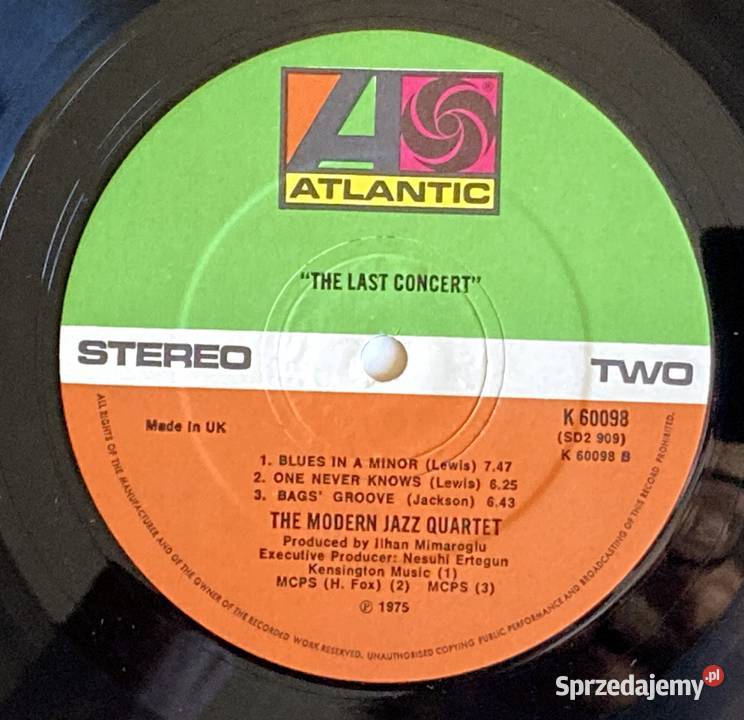 ATLANTIC
"THE LAST CONCERT"
STEREO
TWO
Made in UK
K 60098
(SD2 909)
K 60098 B
1. BLUES IN A MINOR (Lewis) 7.47
2. ONE NEVER KNOWS (Lewis) 6.25
3. BAGS' GROOVE (Jackson) 6.43
THE MODERN JAZZ QUARTET
Produced by Ilhan Mimaroglu
Executive Producer: Nesuhi Ertegun
Kensington Music (1)
MCPS (H. Fox) (2) MCPS (3)
℗ 1975
ALL RIGHTS OF THE MANUFACTURER AND OF THE OWNER OF THE RECORDED WORK RESERVED. UNAUTHORISED COPYING PUBLIC PERFORMANCE AND BROADCASTING OF THIS RECORD PROHIBITED.
Sprzedajemy.pl